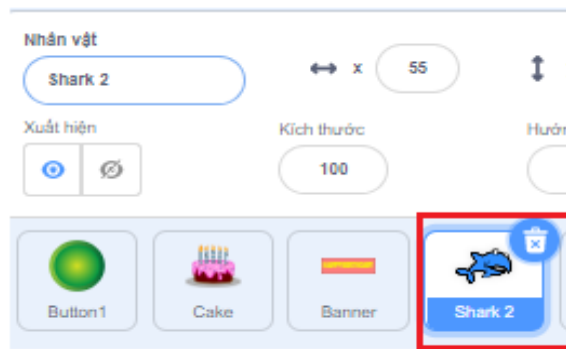 Nhân vật
Shark 2
x 55
Xuất hiện
Kích thước
Hướn
100
Button1
Cake
Banner
Shark 2